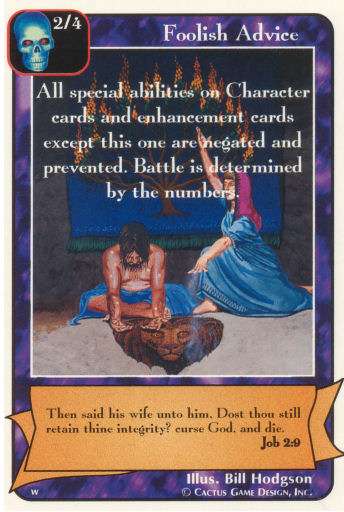 2/4
Foolish Advice
All special abilities on Character
cards and enhancement cards
except this one are negated and
prevented. Battle is determined
by the numbers.
Then said his wife unto him, Dost thou still
retain thine integrity? curse God, and die.
Job 2:9
Illus. Bill Hodgson
W
© Cactus Game Design, Inc.